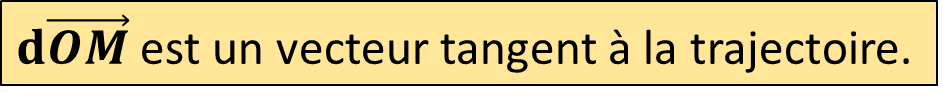 d\overrightarrow{OM} est un vecteur tangent à la trajectoire.